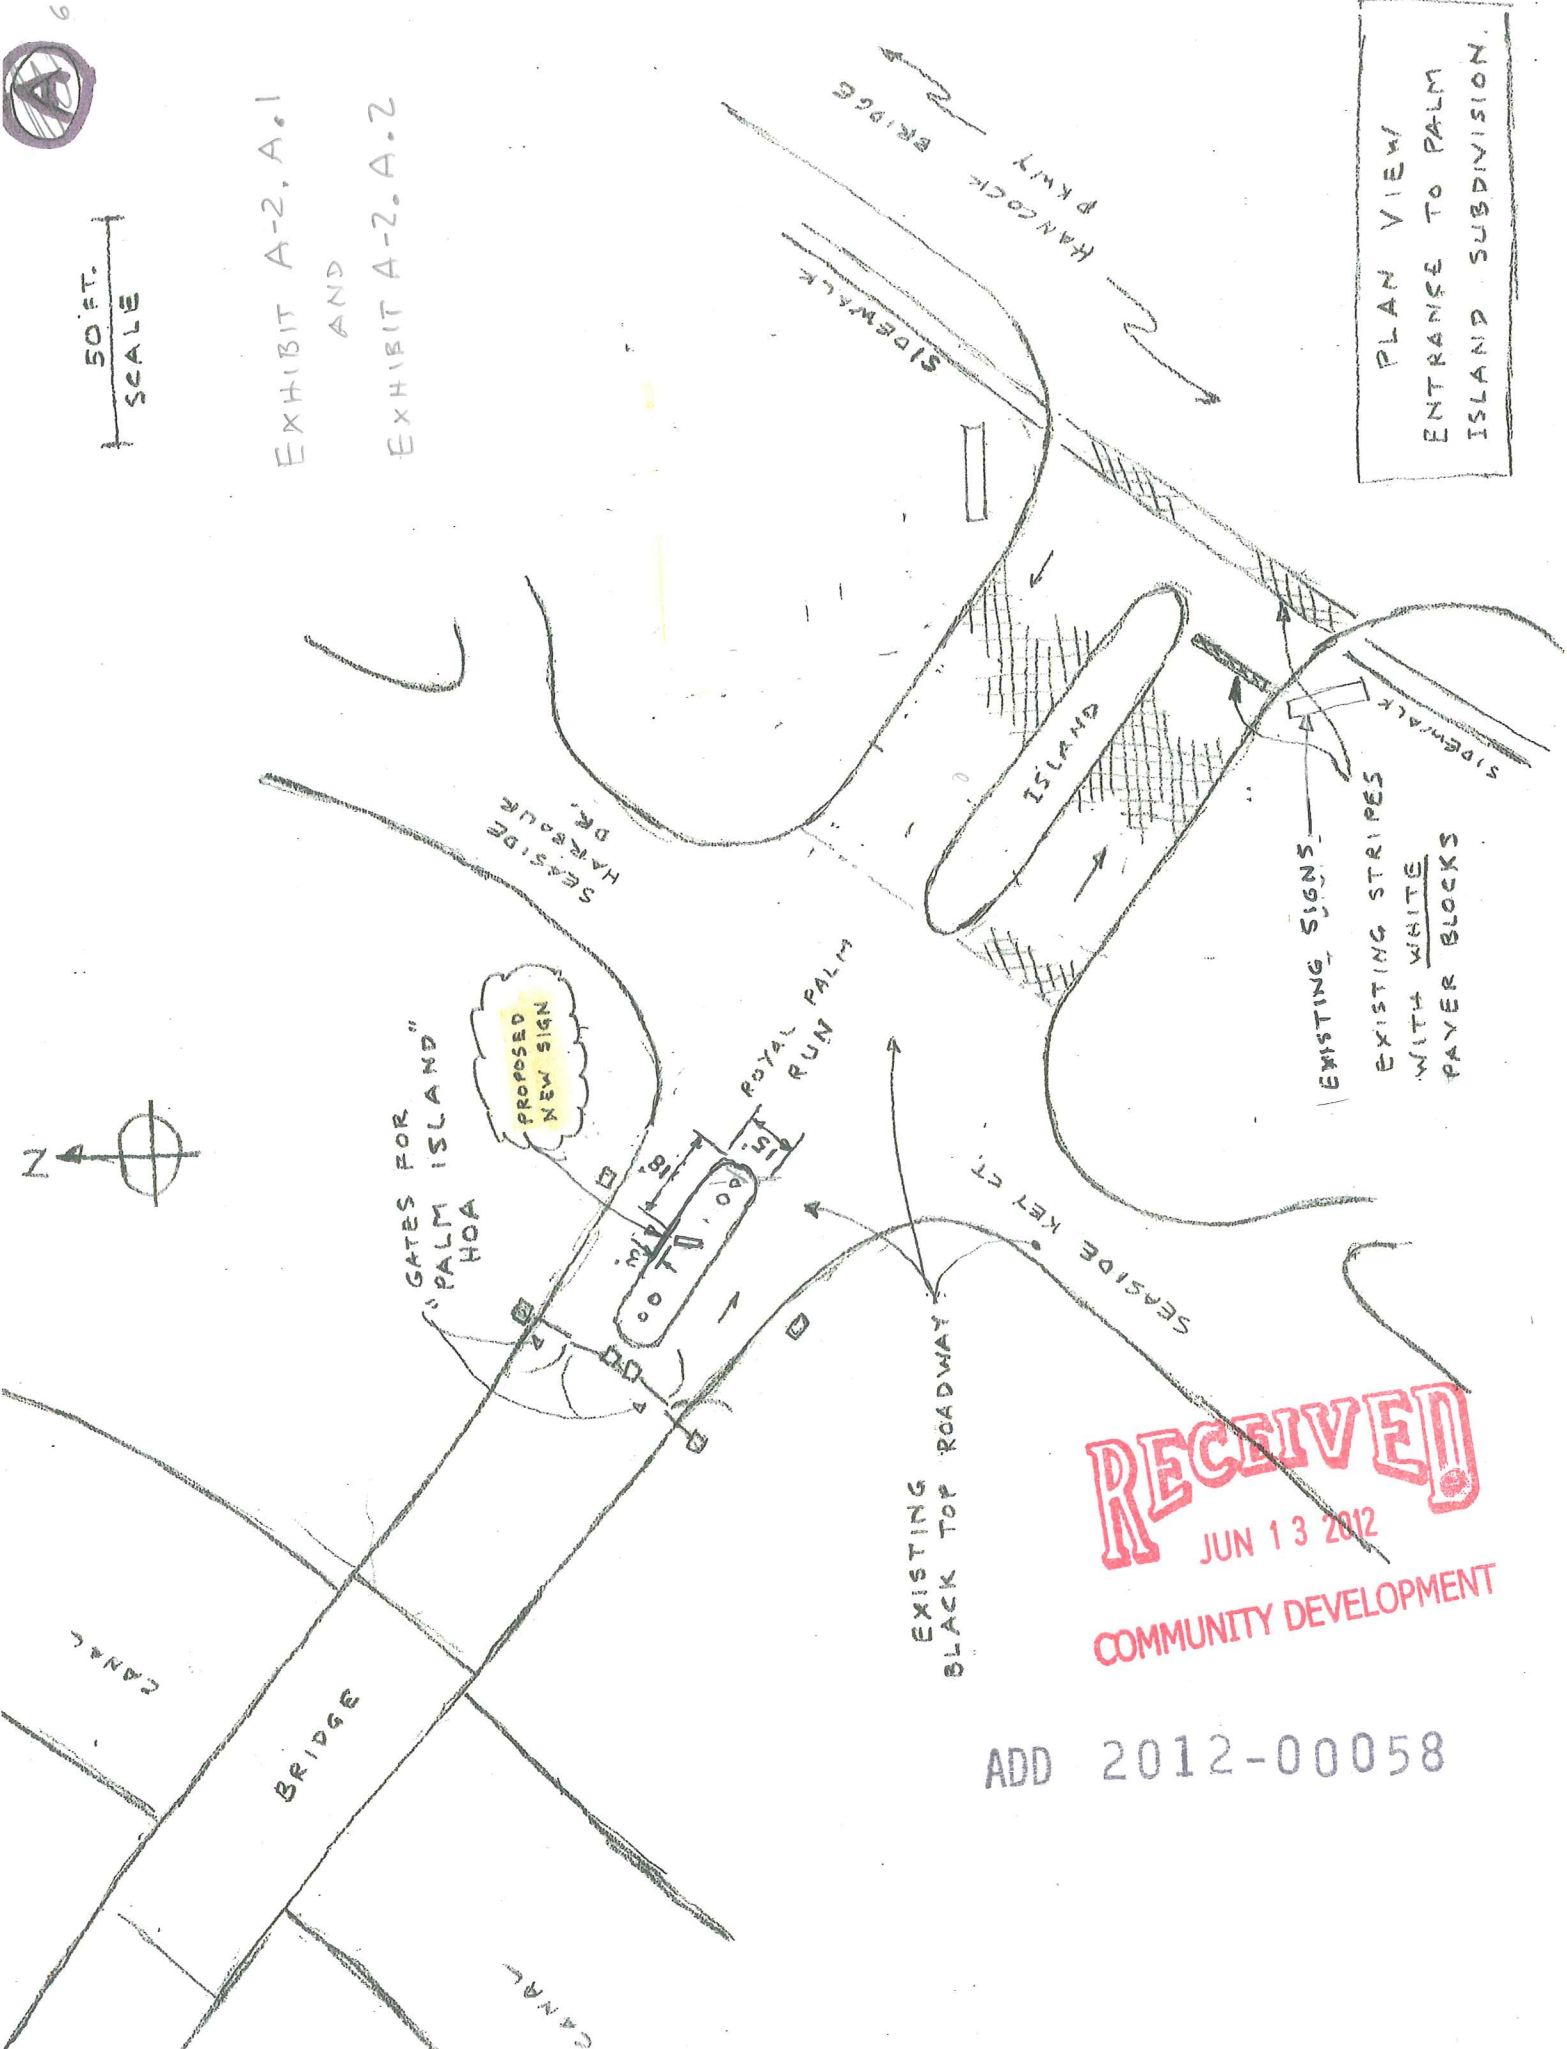 A
6
50 FT.
SCALE
EXHIBIT A-2.A.1
AND
EXHIBIT A-2.A.2
N
HANCOCK BRIDGE
PKWY
SIDEWALK
PLAN VIEW
ENTRANCE TO PALM
ISLAND SUBDIVISION.
SEASIDE
HARBOUR
DR.
ISLAND
SIDEWALK
EXISTING SIGNS
EXISTING STRIPES
WITH WHITE
PAVER BLOCKS
"GATES FOR
"PALM ISLAND"
HOA
PROPOSED
NEW SIGN
ROYAL PALM
RUN
18'
15'
SEASIDE KEY CT.
EXISTING
BLACK TOP ROADWAY
CANAL
BRIDGE
CANAL
RECEIVED
JUN 13 2012
COMMUNITY DEVELOPMENT
ADD 2012-00058